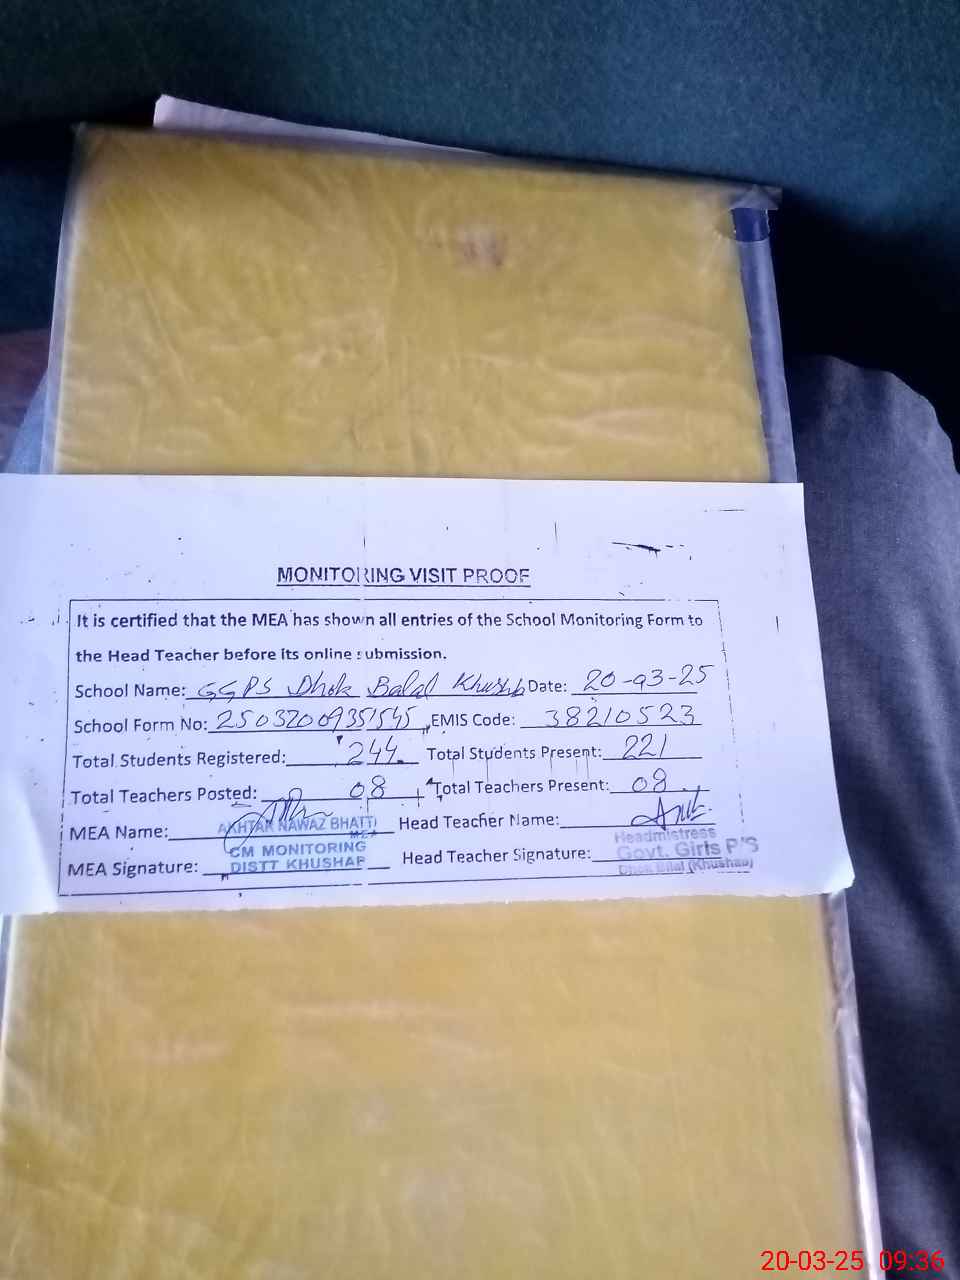 MONITORING VISIT PROOF
It is certified that the MEA has shown all entries of the School Monitoring Form to
the Head Teacher before its online submission.
School Name: GGPS Dhok Balal Khushab Date: 20-03-25
School Form No: EMIS Code: 38210523
Total Students Registered: 244 Total Students Present: 221
Total Teachers Posted: 08 Total Teachers Present: 08
MEA Name: AKHTAR NAWAZ BHATTI Head Teacher Name:
MEA
CM MONITORING Headmistress
MEA Signature: DISTT KHUSHAB Head Teacher Signature: Govt. Girls P/S
Dhok Bilal (Khushab)
20-03-25 09:36